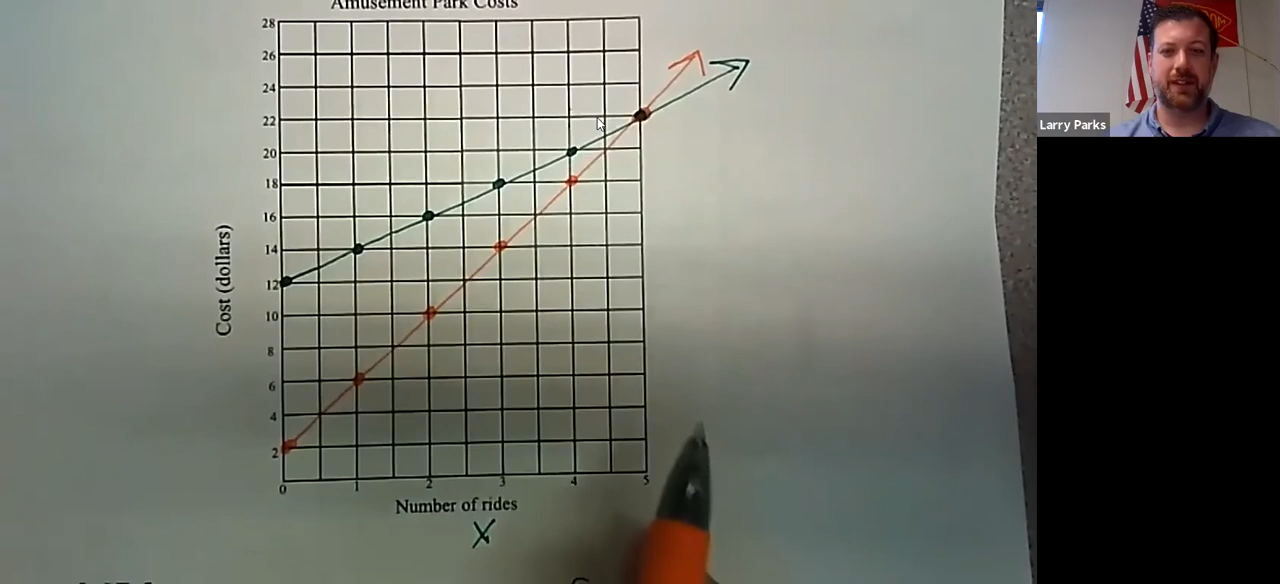 Amusement Park Costs
28
26
24
22
20
18
16
14
12
10
8
6
4
2
0 1 2 3 4 5
Cost (dollars)
Number of rides
X
Larry Parks